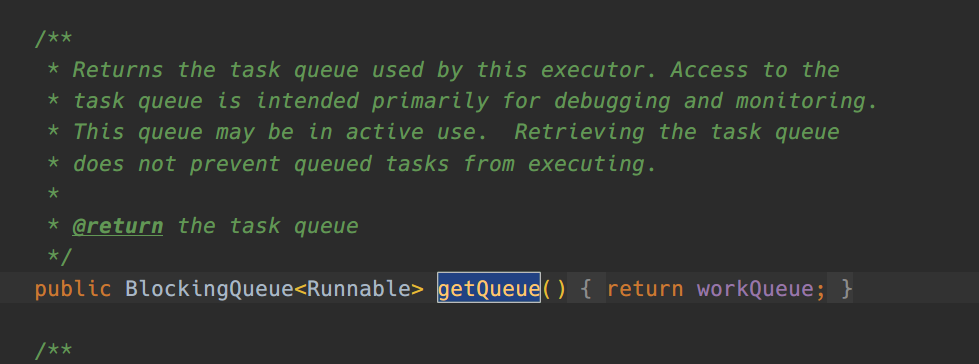 /**
 * Returns the task queue used by this executor. Access to the
 * task queue is intended primarily for debugging and monitoring.
 * This queue may be in active use.  Retrieving the task queue
 * does not prevent queued tasks from executing.
 *
 * @return the task queue
 */
public BlockingQueue<Runnable> getQueue() { return workQueue; }
/**